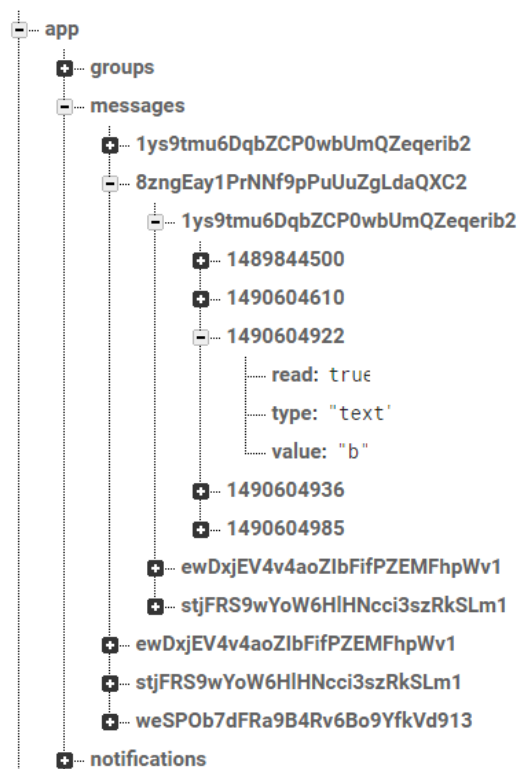 app
groups
messages
1ys9tmu6DqbZCP0wbUmQZeqerib2
8zngEay1PrNNf9pPuUuZgLdaQXC2
1ys9tmu6DqbZCP0wbUmQZeqerib2
1489844500
1490604610
1490604922
read: true
type: "text"
value: "b"
1490604936
1490604985
ewDxjEV4v4aoZIbFifPZEMFhpWv1
stjFRS9wYoW6HlHNcci3szRkSLm1
ewDxjEV4v4aoZIbFifPZEMFhpWv1
stjFRS9wYoW6HlHNcci3szRkSLm1
weSPOb7dFRa9B4Rv6Bo9YfkVd913
notifications